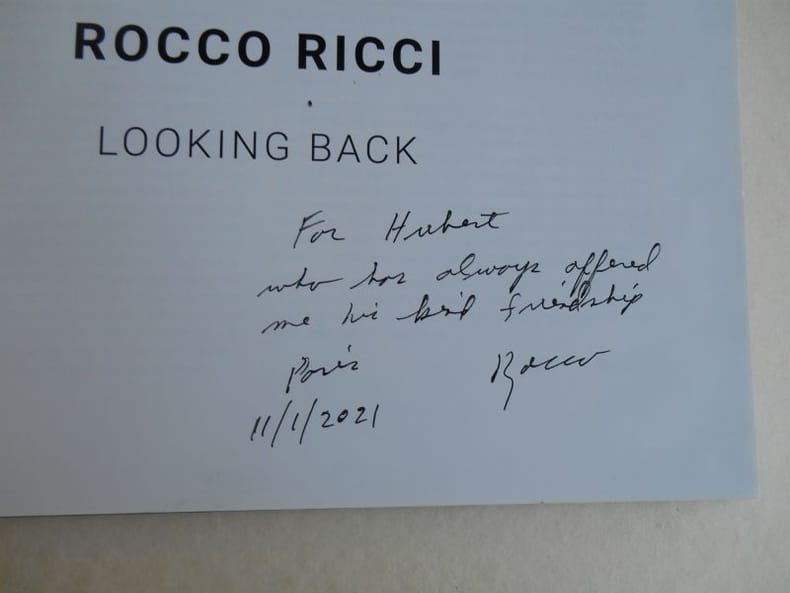 ROCCO RICCI
LOOKING BACK
For Hubert
who has always offered
me his kind friendship
Paris Rocco
11/1/2021